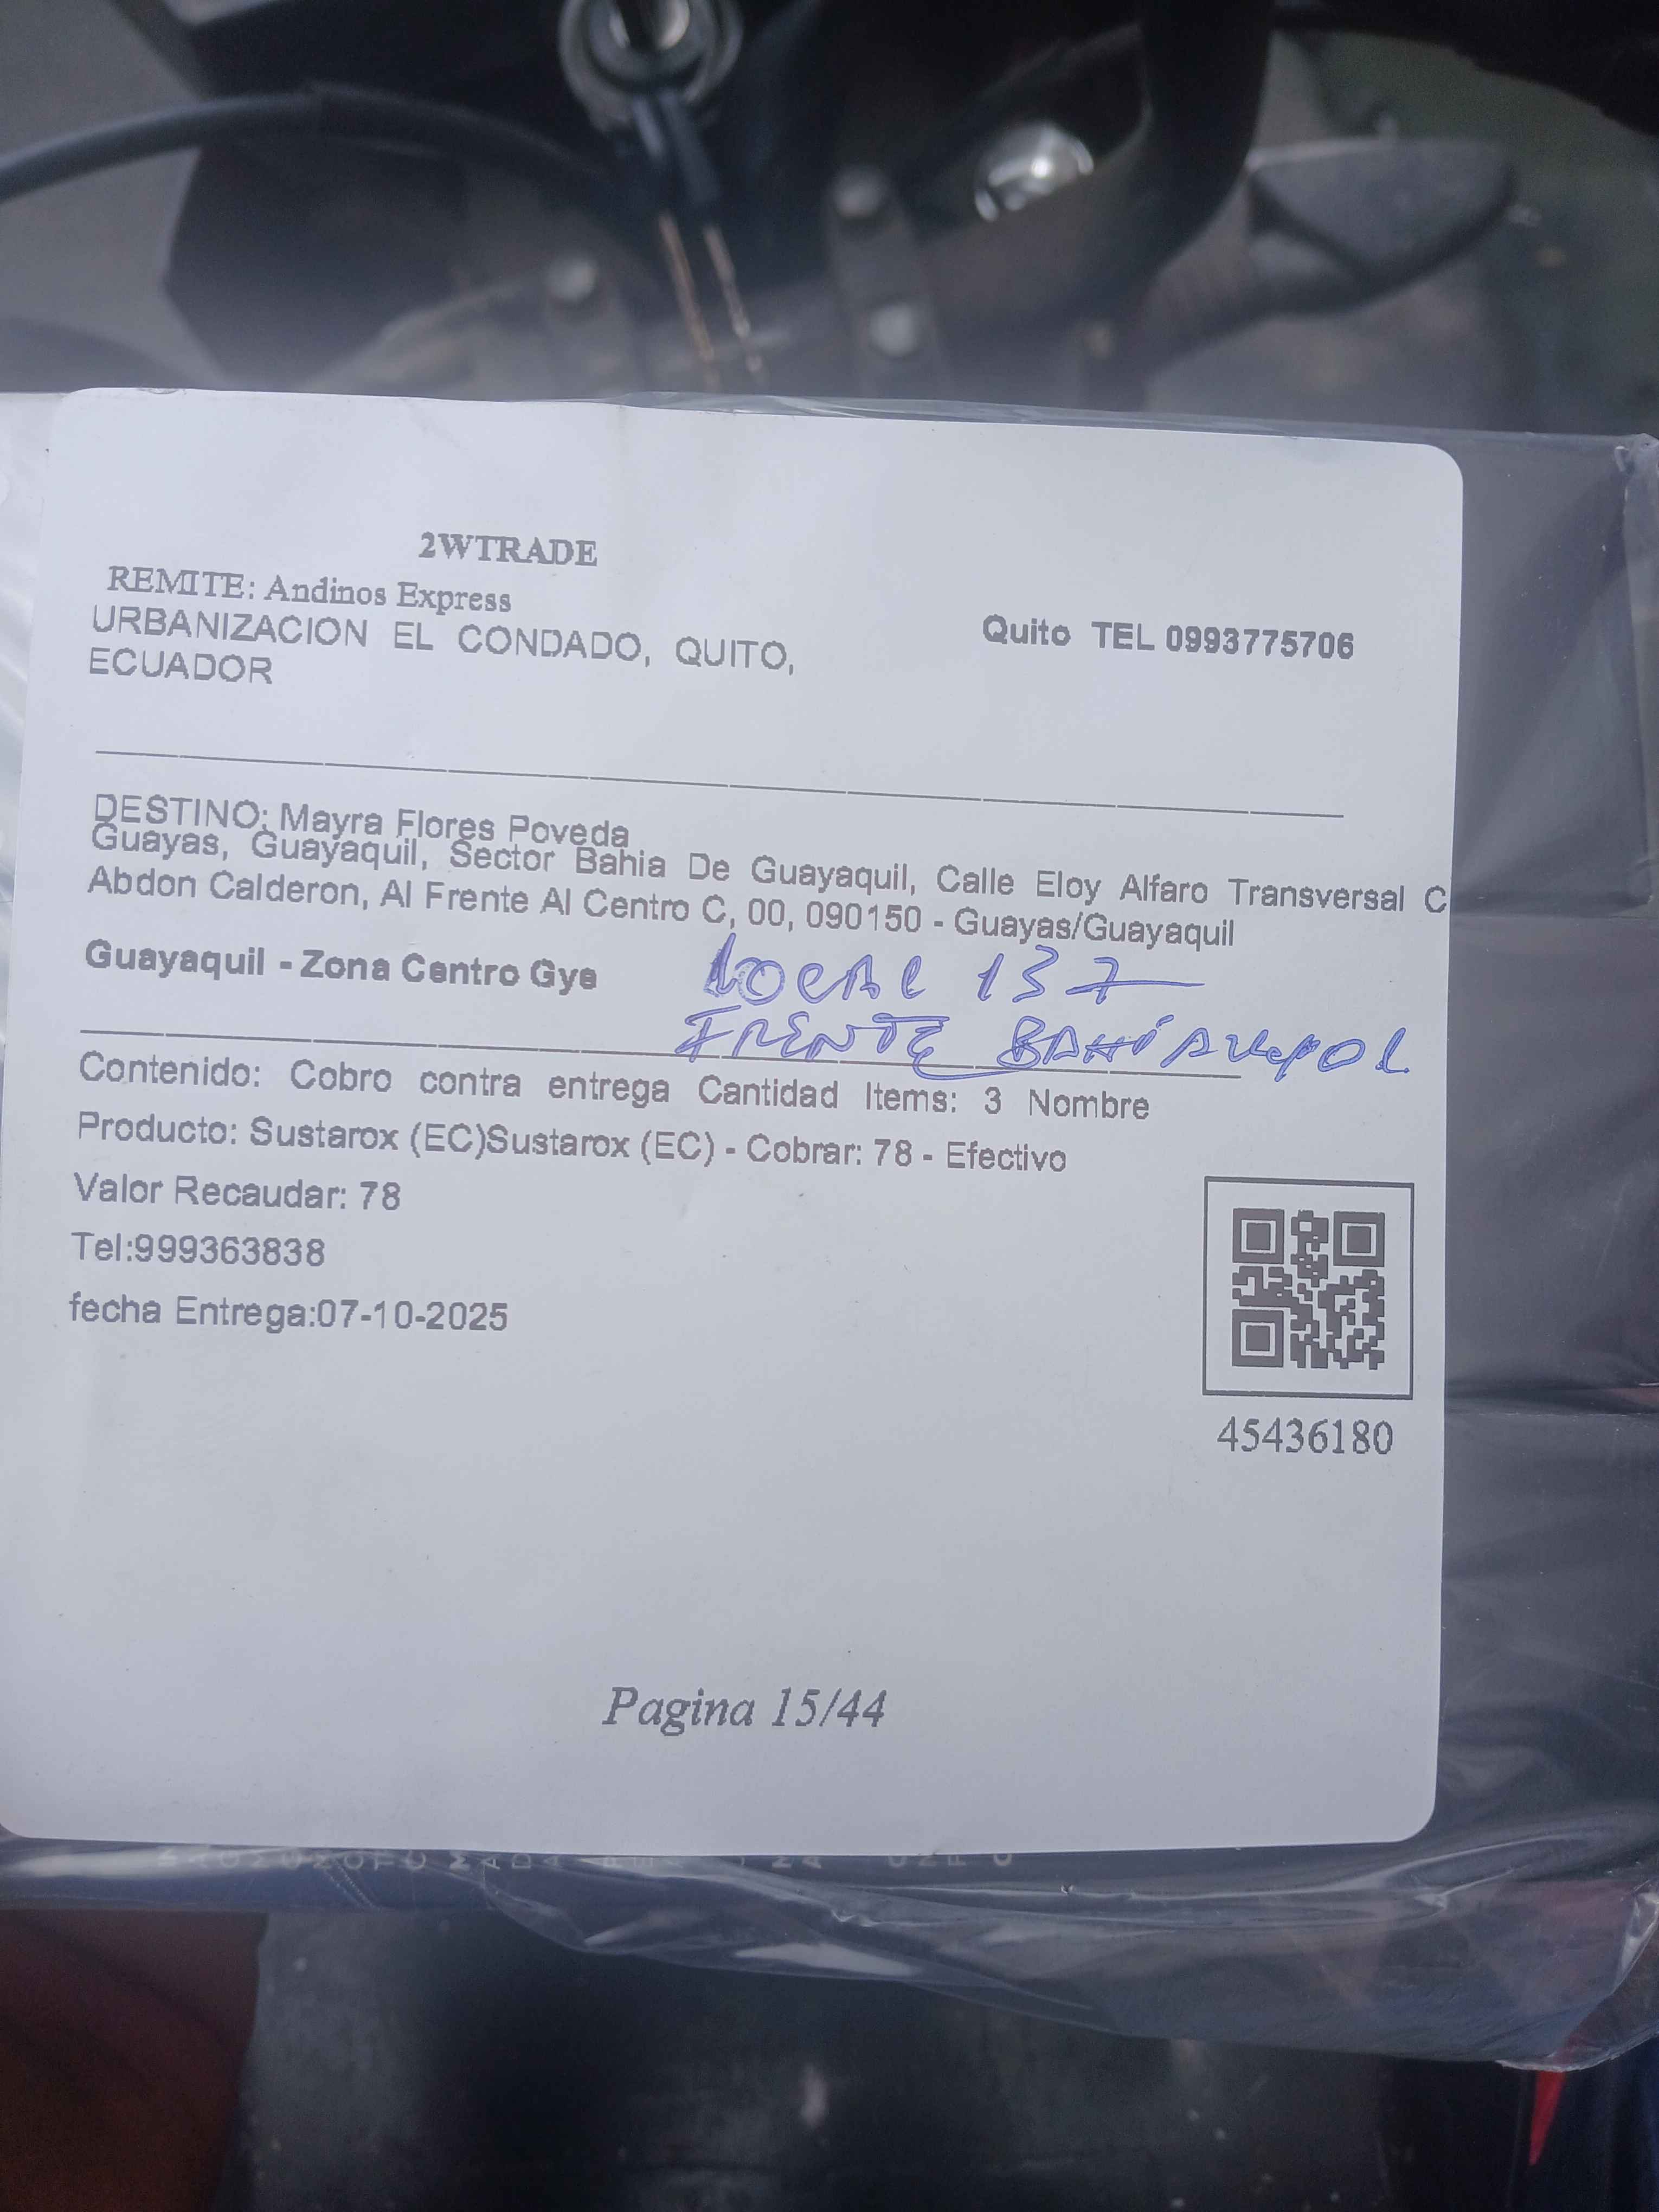 2WTRADE
REMITE: Andinos Express
URBANIZACION EL CONDADO, QUITO,
ECUADOR
Quito TEL 0993775706
DESTINO: Mayra Flores Poveda
Guayas, Guayaquil, Sector Bahia De Guayaquil, Calle Eloy Alfaro Transversal C
Abdon Calderon, Al Frente Al Centro C, 00, 090150 - Guayas/Guayaquil
Guayaquil - Zona Centro Gye
LOCAL 137
FRENTE BAHÍA
Contenido: Cobro contra entrega Cantidad Items: 3 Nombre
Producto: Sustarox (EC)Sustarox (EC) - Cobrar: 78 - Efectivo
Valor Recaudar: 78
Tel:999363838
fecha Entrega:07-10-2025
45436180
Pagina 15/44